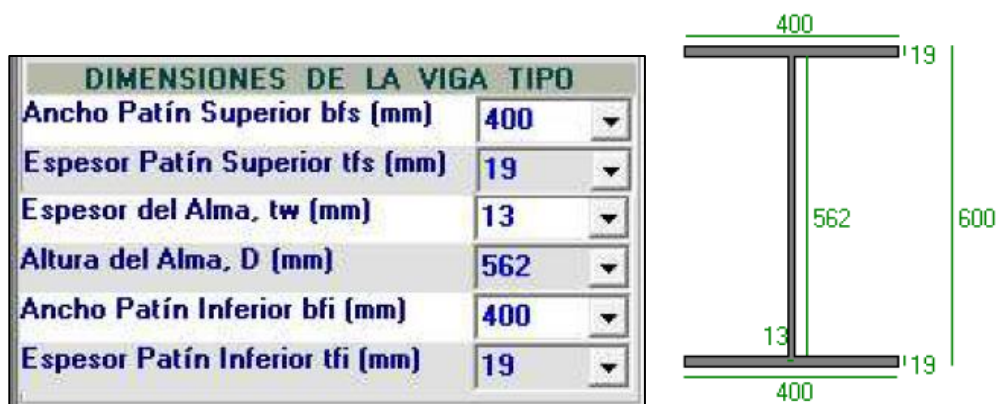 DIMENSIONES DE LA VIGA TIPO
Ancho Patín Superior bfs (mm) 400
Espesor Patín Superior tfs (mm) 19
Espesor del Alma, tw (mm) 13
Altura del Alma, D (mm) 562
Ancho Patín Inferior bfi (mm) 400
Espesor Patín Inferior tfi (mm) 19
400
19
562
600
13
19
400